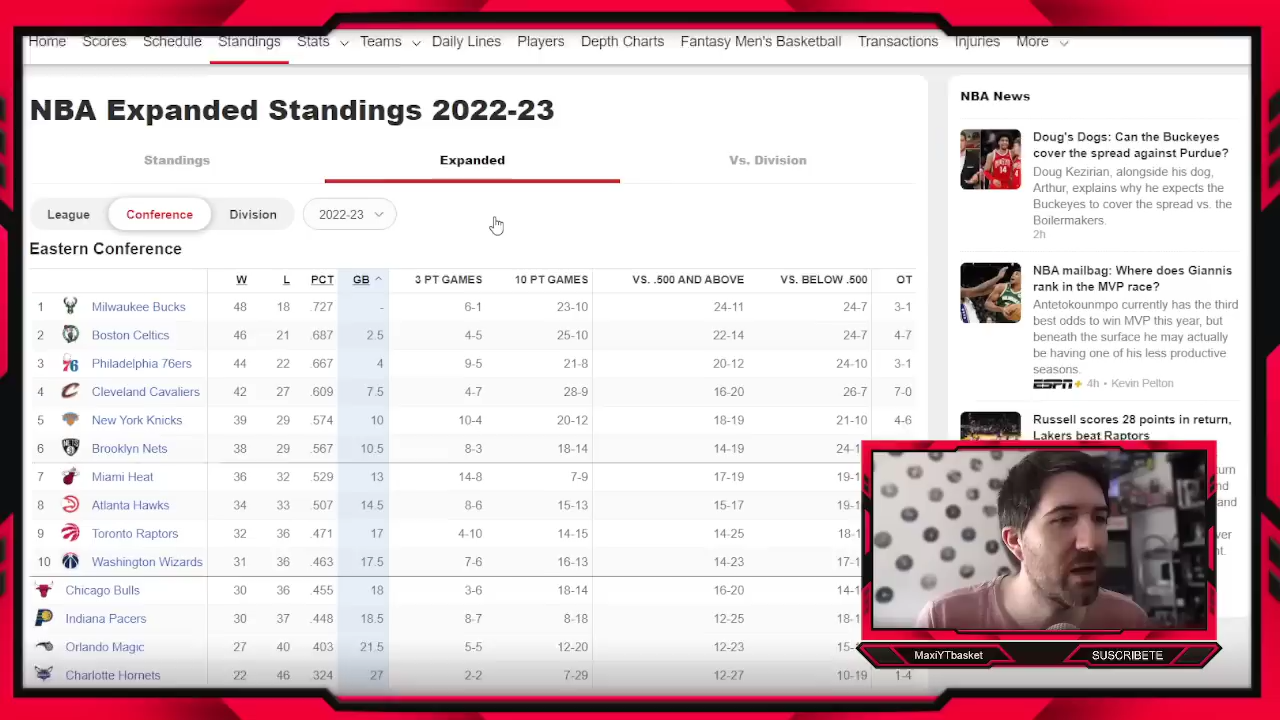 Home Scores Schedule Standings Stats Teams Daily Lines Players Depth Charts Fantasy Men's Basketball Transactions Injuries More
NBA Expanded Standings 2022-23
Standings Expanded Vs. Division
League Conference Division 2022-23
Eastern Conference
W L PCT GB 3 PT GAMES 10 PT GAMES VS. .500 AND ABOVE VS. BELOW .500 OT
1 Milwaukee Bucks 48 18 .727 - 6-1 23-10 24-11 24-7 3-1
2 Boston Celtics 46 21 .687 2.5 4-5 25-10 22-14 24-7 4-7
3 Philadelphia 76ers 44 22 .667 4 9-5 21-8 20-12 24-10 3-1
4 Cleveland Cavaliers 42 27 .609 7.5 4-7 28-9 16-20 26-7 7-0
5 New York Knicks 39 29 .574 10 10-4 20-12 18-19 21-10 4-6
6 Brooklyn Nets 38 29 .567 10.5 8-3 18-14 14-19 24-1
7 Miami Heat 36 32 .529 13 14-8 7-9 17-19 19-1
8 Atlanta Hawks 34 33 .507 14.5 8-6 15-13 15-17 19-1
9 Toronto Raptors 32 36 .471 17 4-10 14-15 14-25 18-1
10 Washington Wizards 31 36 .463 17.5 7-6 16-13 14-23 17-1
Chicago Bulls 30 36 .455 18 3-6 18-14 16-20 14-1
Indiana Pacers 30 37 .448 18.5 8-7 8-18 12-25 18-1
Orlando Magic 27 40 .403 21.5 5-5 12-20 12-23 15-
Charlotte Hornets 22 46 .324 27 2-2 7-29 12-27 10-19 1-4
NBA News
Doug's Dogs: Can the Buckeyes
cover the spread against Purdue?
Doug Kezirian, alongside his dog,
Arthur, explains why he expects the
Buckeyes to cover the spread vs. the
Boilermakers.
2h
NBA mailbag: Where does Giannis
rank in the MVP race?
Antetokounmpo currently has the third
best odds to win MVP this year, but
beneath the surface he may actually
be having one of his less productive
seasons.
ESPN+ 4h • Kevin Pelton
Russell scores 28 points in return,
Lakers beat Raptors
MaxiYTbasket SUSCRIBETE